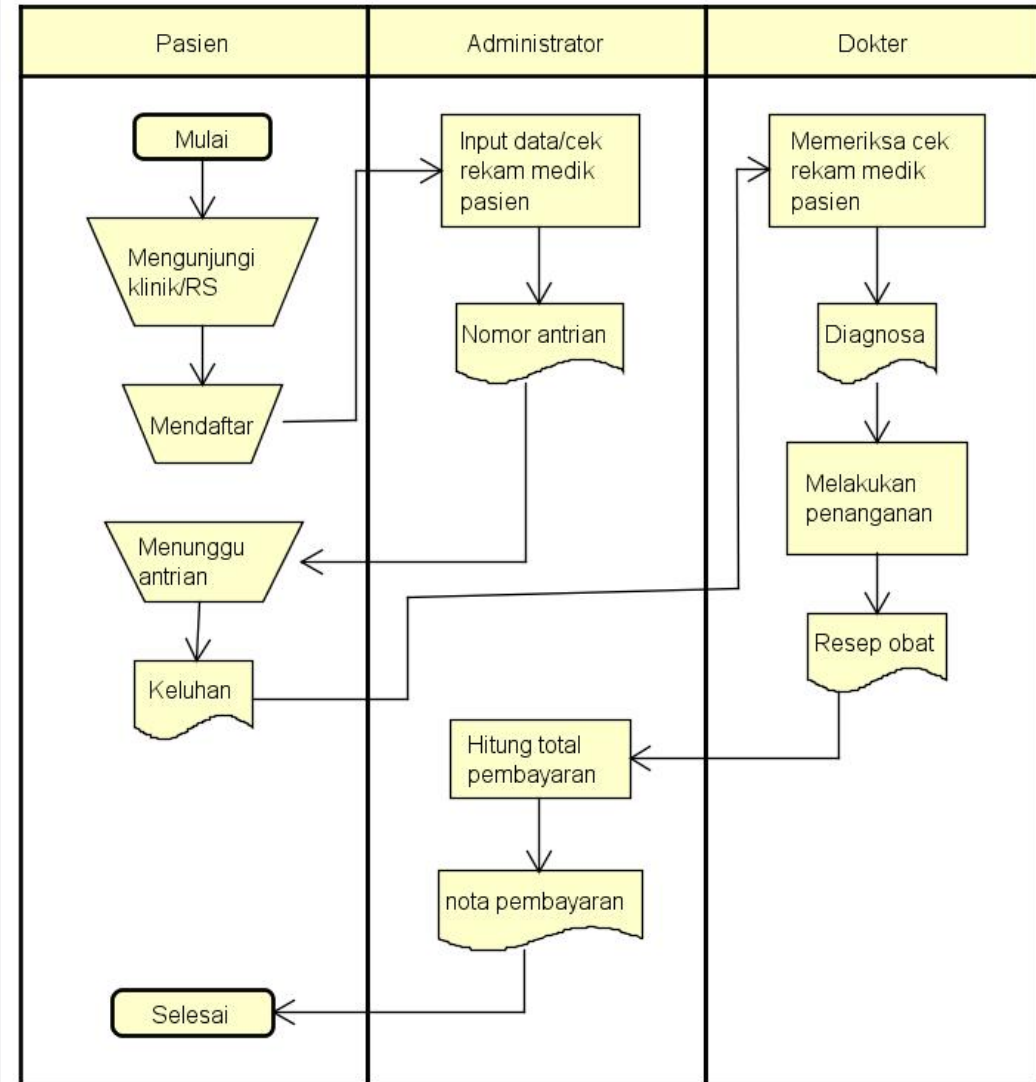 Pasien
Administrator
Dokter
Mulai
Mengunjungi
klinik/RS
Mendaftar
Input data/cek
rekam medik
pasien
Nomor antrian
Menunggu
antrian
Keluhan
Memeriksa cek
rekam medik
pasien
Diagnosa
Melakukan
penanganan
Resep obat
Hitung total
pembayaran
nota pembayaran
Selesai